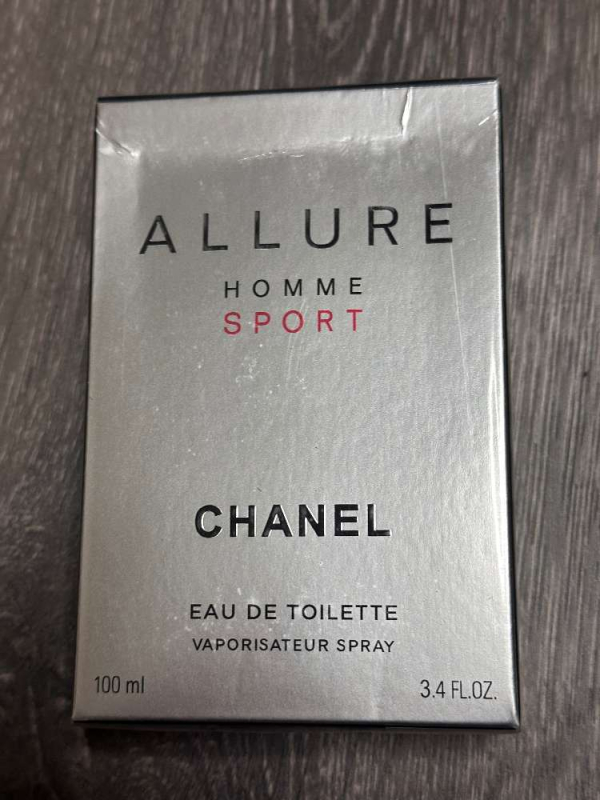 ALLURE
HOMME
SPORT
CHANEL
EAU DE TOILETTE
VAPORISATEUR SPRAY
100 ml 3.4 FL.OZ.